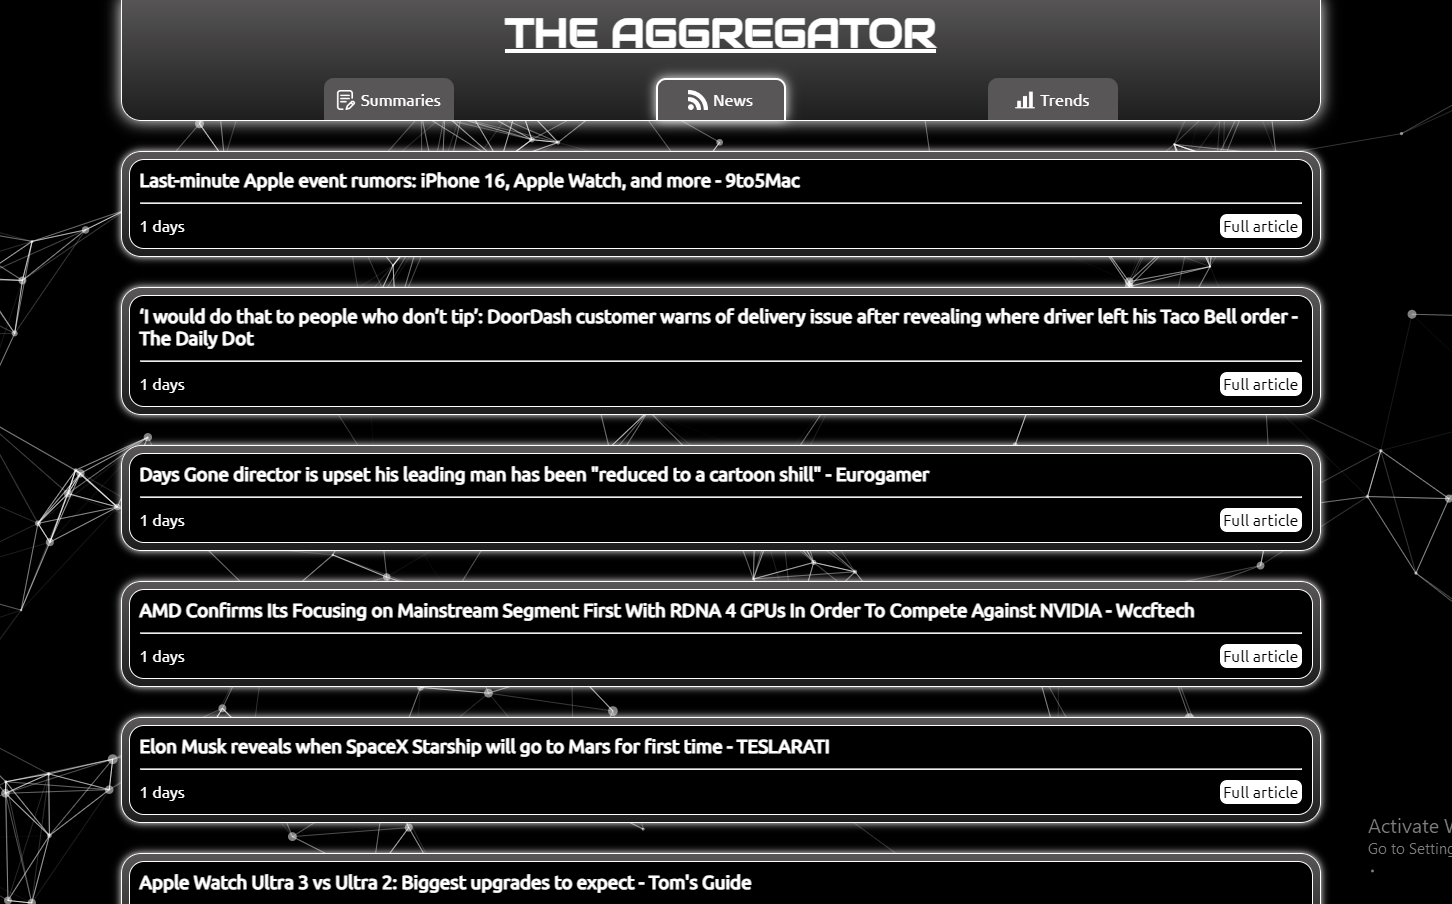 THE AGGREGATOR
Summaries
News
Trends
Last-minute Apple event rumors: iPhone 16, Apple Watch, and more - 9to5Mac
1 days
Full article
‘I would do that to people who don’t tip’: DoorDash customer warns of delivery issue after revealing where driver left his Taco Bell order -
The Daily Dot
1 days
Full article
Days Gone director is upset his leading man has been "reduced to a cartoon shill" - Eurogamer
1 days
Full article
AMD Confirms Its Focusing on Mainstream Segment First With RDNA 4 GPUs In Order To Compete Against NVIDIA - Wccftech
1 days
Full article
Elon Musk reveals when SpaceX Starship will go to Mars for first time - TESLARATI
1 days
Full article
Activate W
Go to Setting
Apple Watch Ultra 3 vs Ultra 2: Biggest upgrades to expect - Tom's Guide